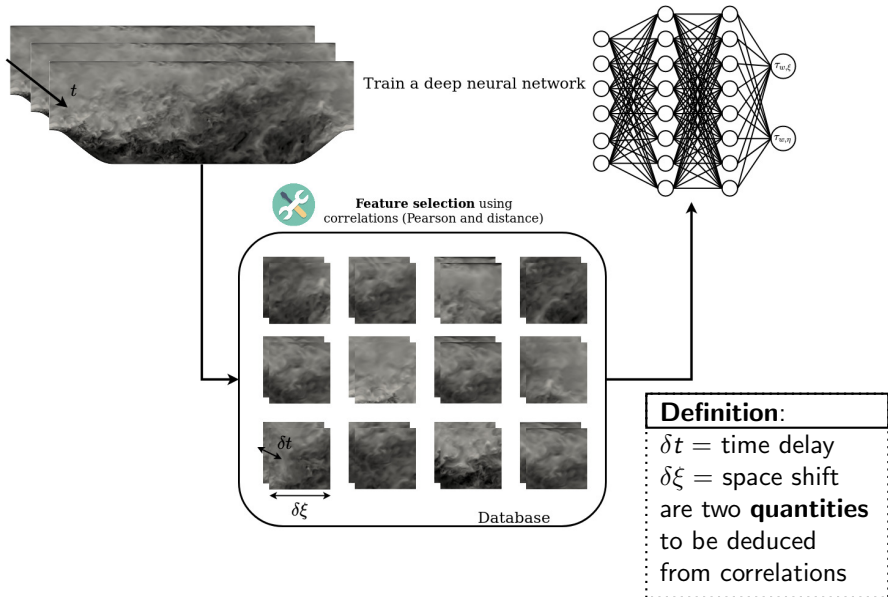 t
Train a deep neural network
τw,ξ
τw,η
Feature selection using
correlations (Pearson and distance)
δt
δξ
Database
Definition:
δt = time delay
δξ = space shift
are two quantities
to be deduced
from correlations